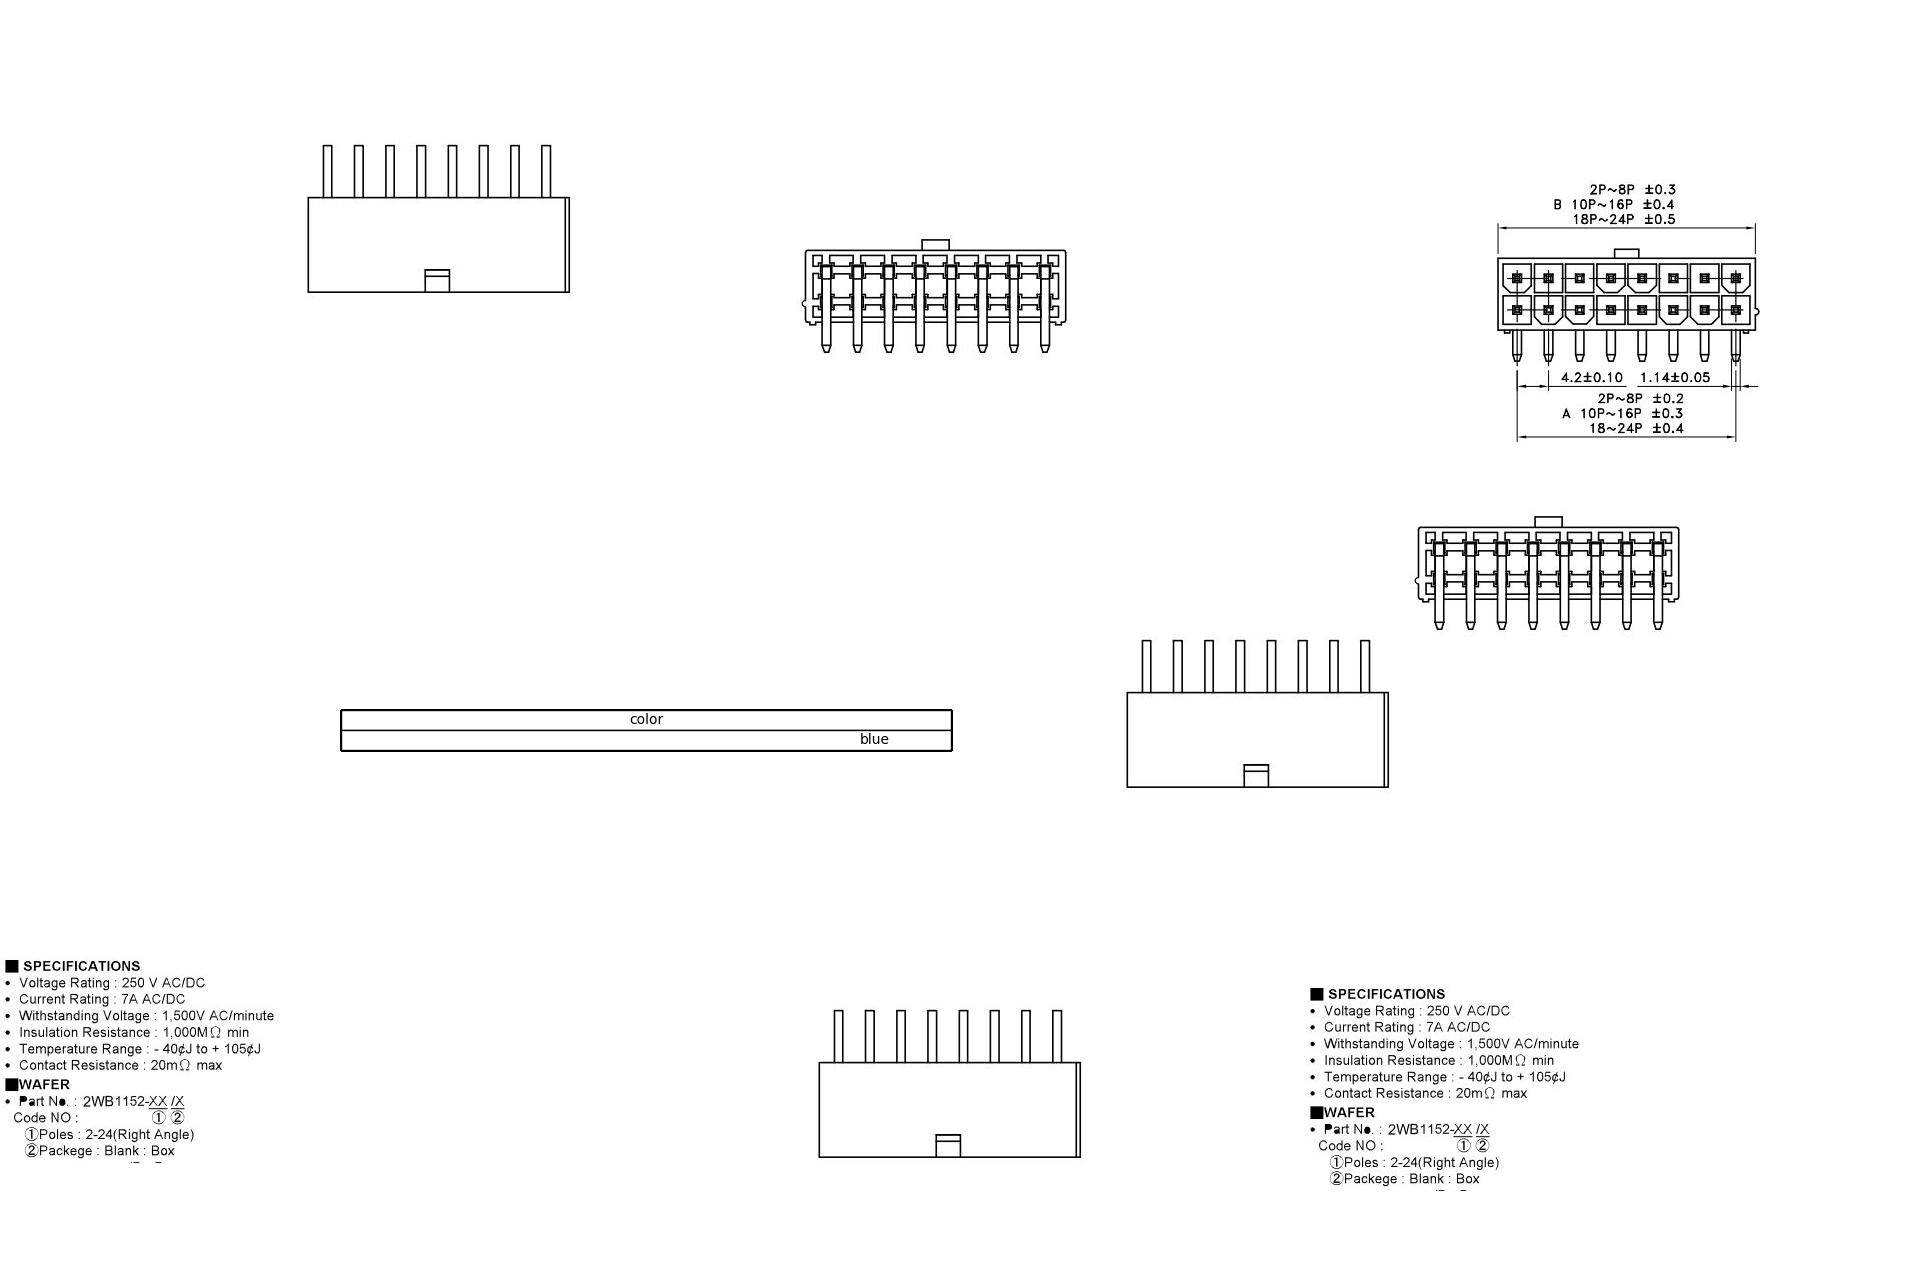 2P~8P ±0.3
B 10P~16P ±0.4
18P~24P ±0.5
4.2±0.10 1.14±0.05
2P~8P ±0.2
A 10P~16P ±0.3
18~24P ±0.4
color
blue
■ SPECIFICATIONS
• Voltage Rating : 250 V AC/DC
• Current Rating : 7A AC/DC
• Withstanding Voltage : 1,500V AC/minute
• Insulation Resistance : 1,000MΩ min
• Temperature Range : - 40¢J to + 105¢J
• Contact Resistance : 20mΩ max
■WAFER
• Part No. : 2WB1152-XX /X
Code NO : ① ②
①Poles : 2-24(Right Angle)
②Packege : Blank : Box
■ SPECIFICATIONS
• Voltage Rating : 250 V AC/DC
• Current Rating : 7A AC/DC
• Withstanding Voltage : 1,500V AC/minute
• Insulation Resistance : 1,000MΩ min
• Temperature Range : - 40¢J to + 105¢J
• Contact Resistance : 20mΩ max
■WAFER
• Part No. : 2WB1152-XX /X
Code NO : ① ②
①Poles : 2-24(Right Angle)
②Packege : Blank : Box